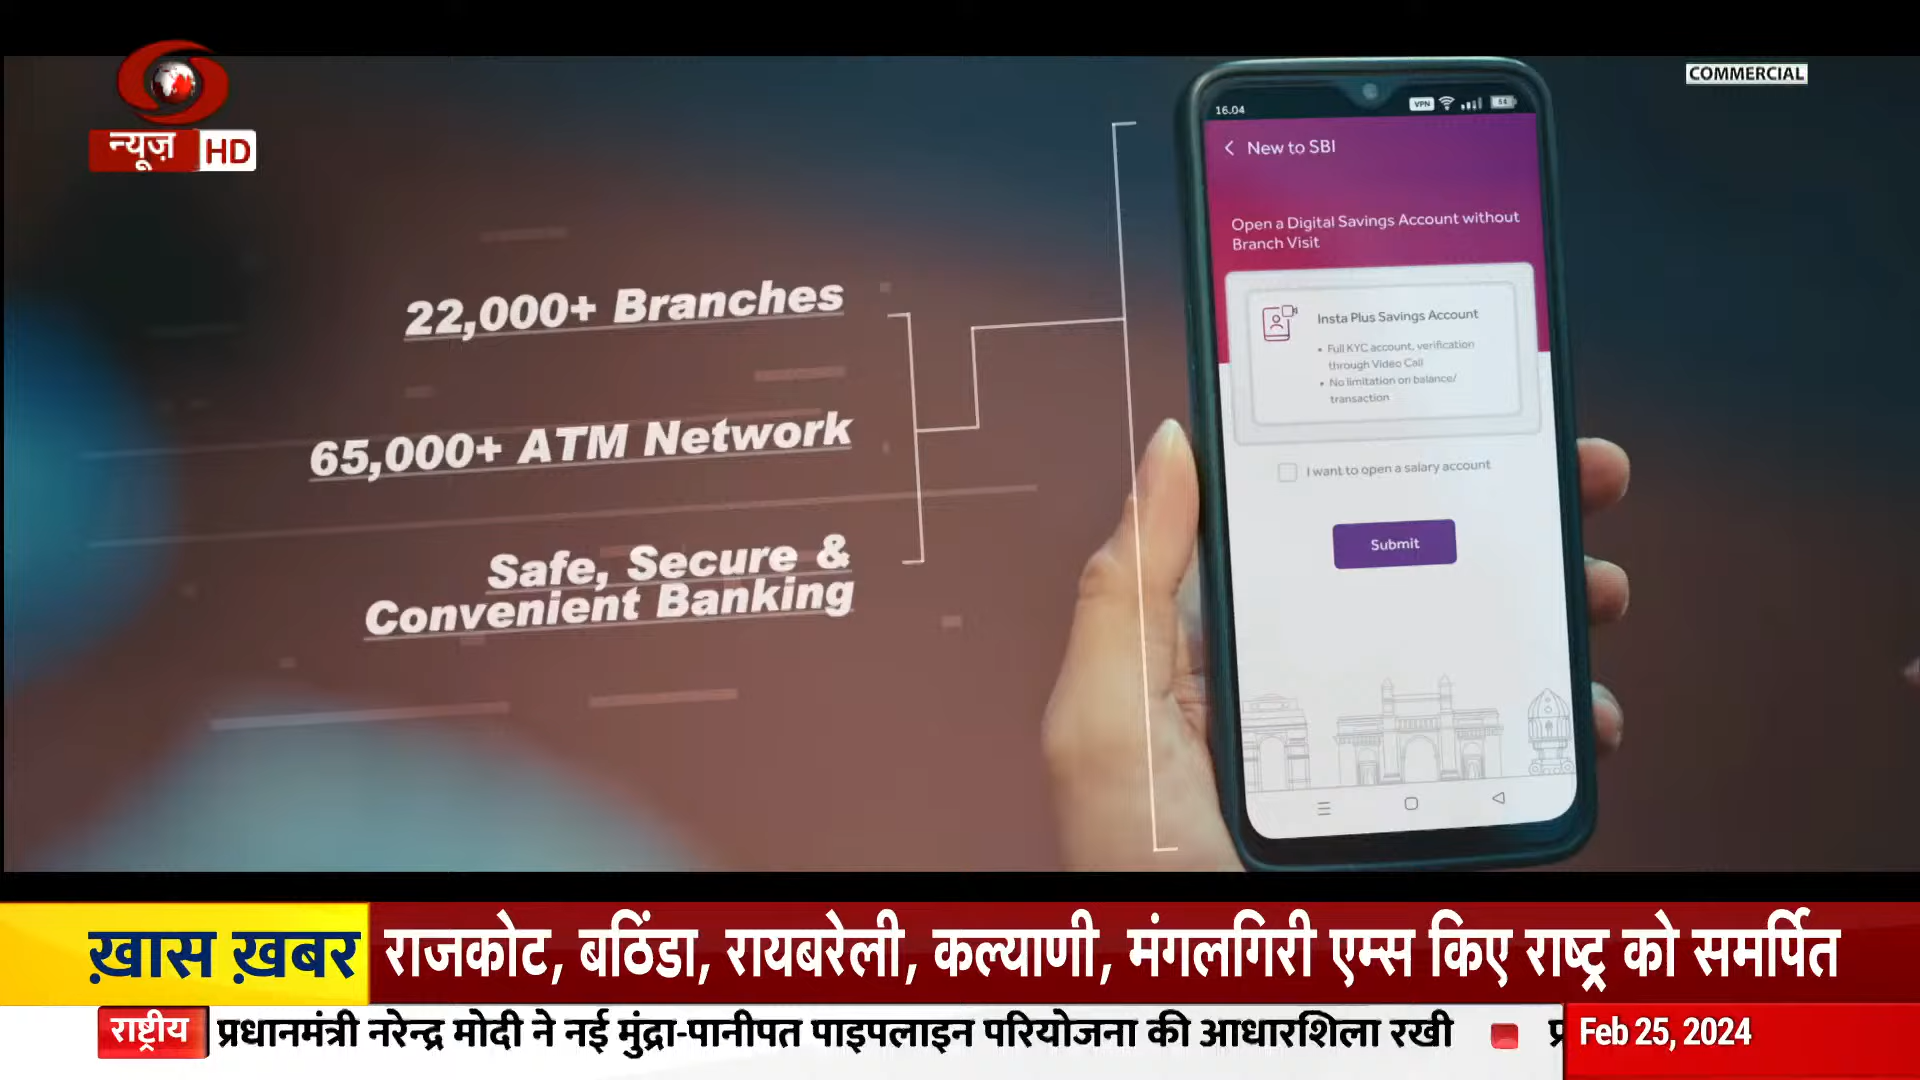 न्यूज़ HD
COMMERCIAL
16.04
VPN
54
New to SBI
Open a Digital Savings Account without
Branch Visit
Insta Plus Savings Account
• Full KYC account, verification
through Video Call
• No limitation on balance/
transaction
I want to open a salary account
Submit
22,000+ Branches
65,000+ ATM Network
Safe, Secure &
Convenient Banking
ख़ास ख़बर
राजकोट, बठिंडा, रायबरेली, कल्याणी, मंगलगिरी एम्स किए राष्ट्र को समर्पित
राष्ट्रीय
प्रधानमंत्री नरेन्द्र मोदी ने नई मुंद्रा-पानीपत पाइपलाइन परियोजना की आधारशिला रखी
Feb 25, 2024